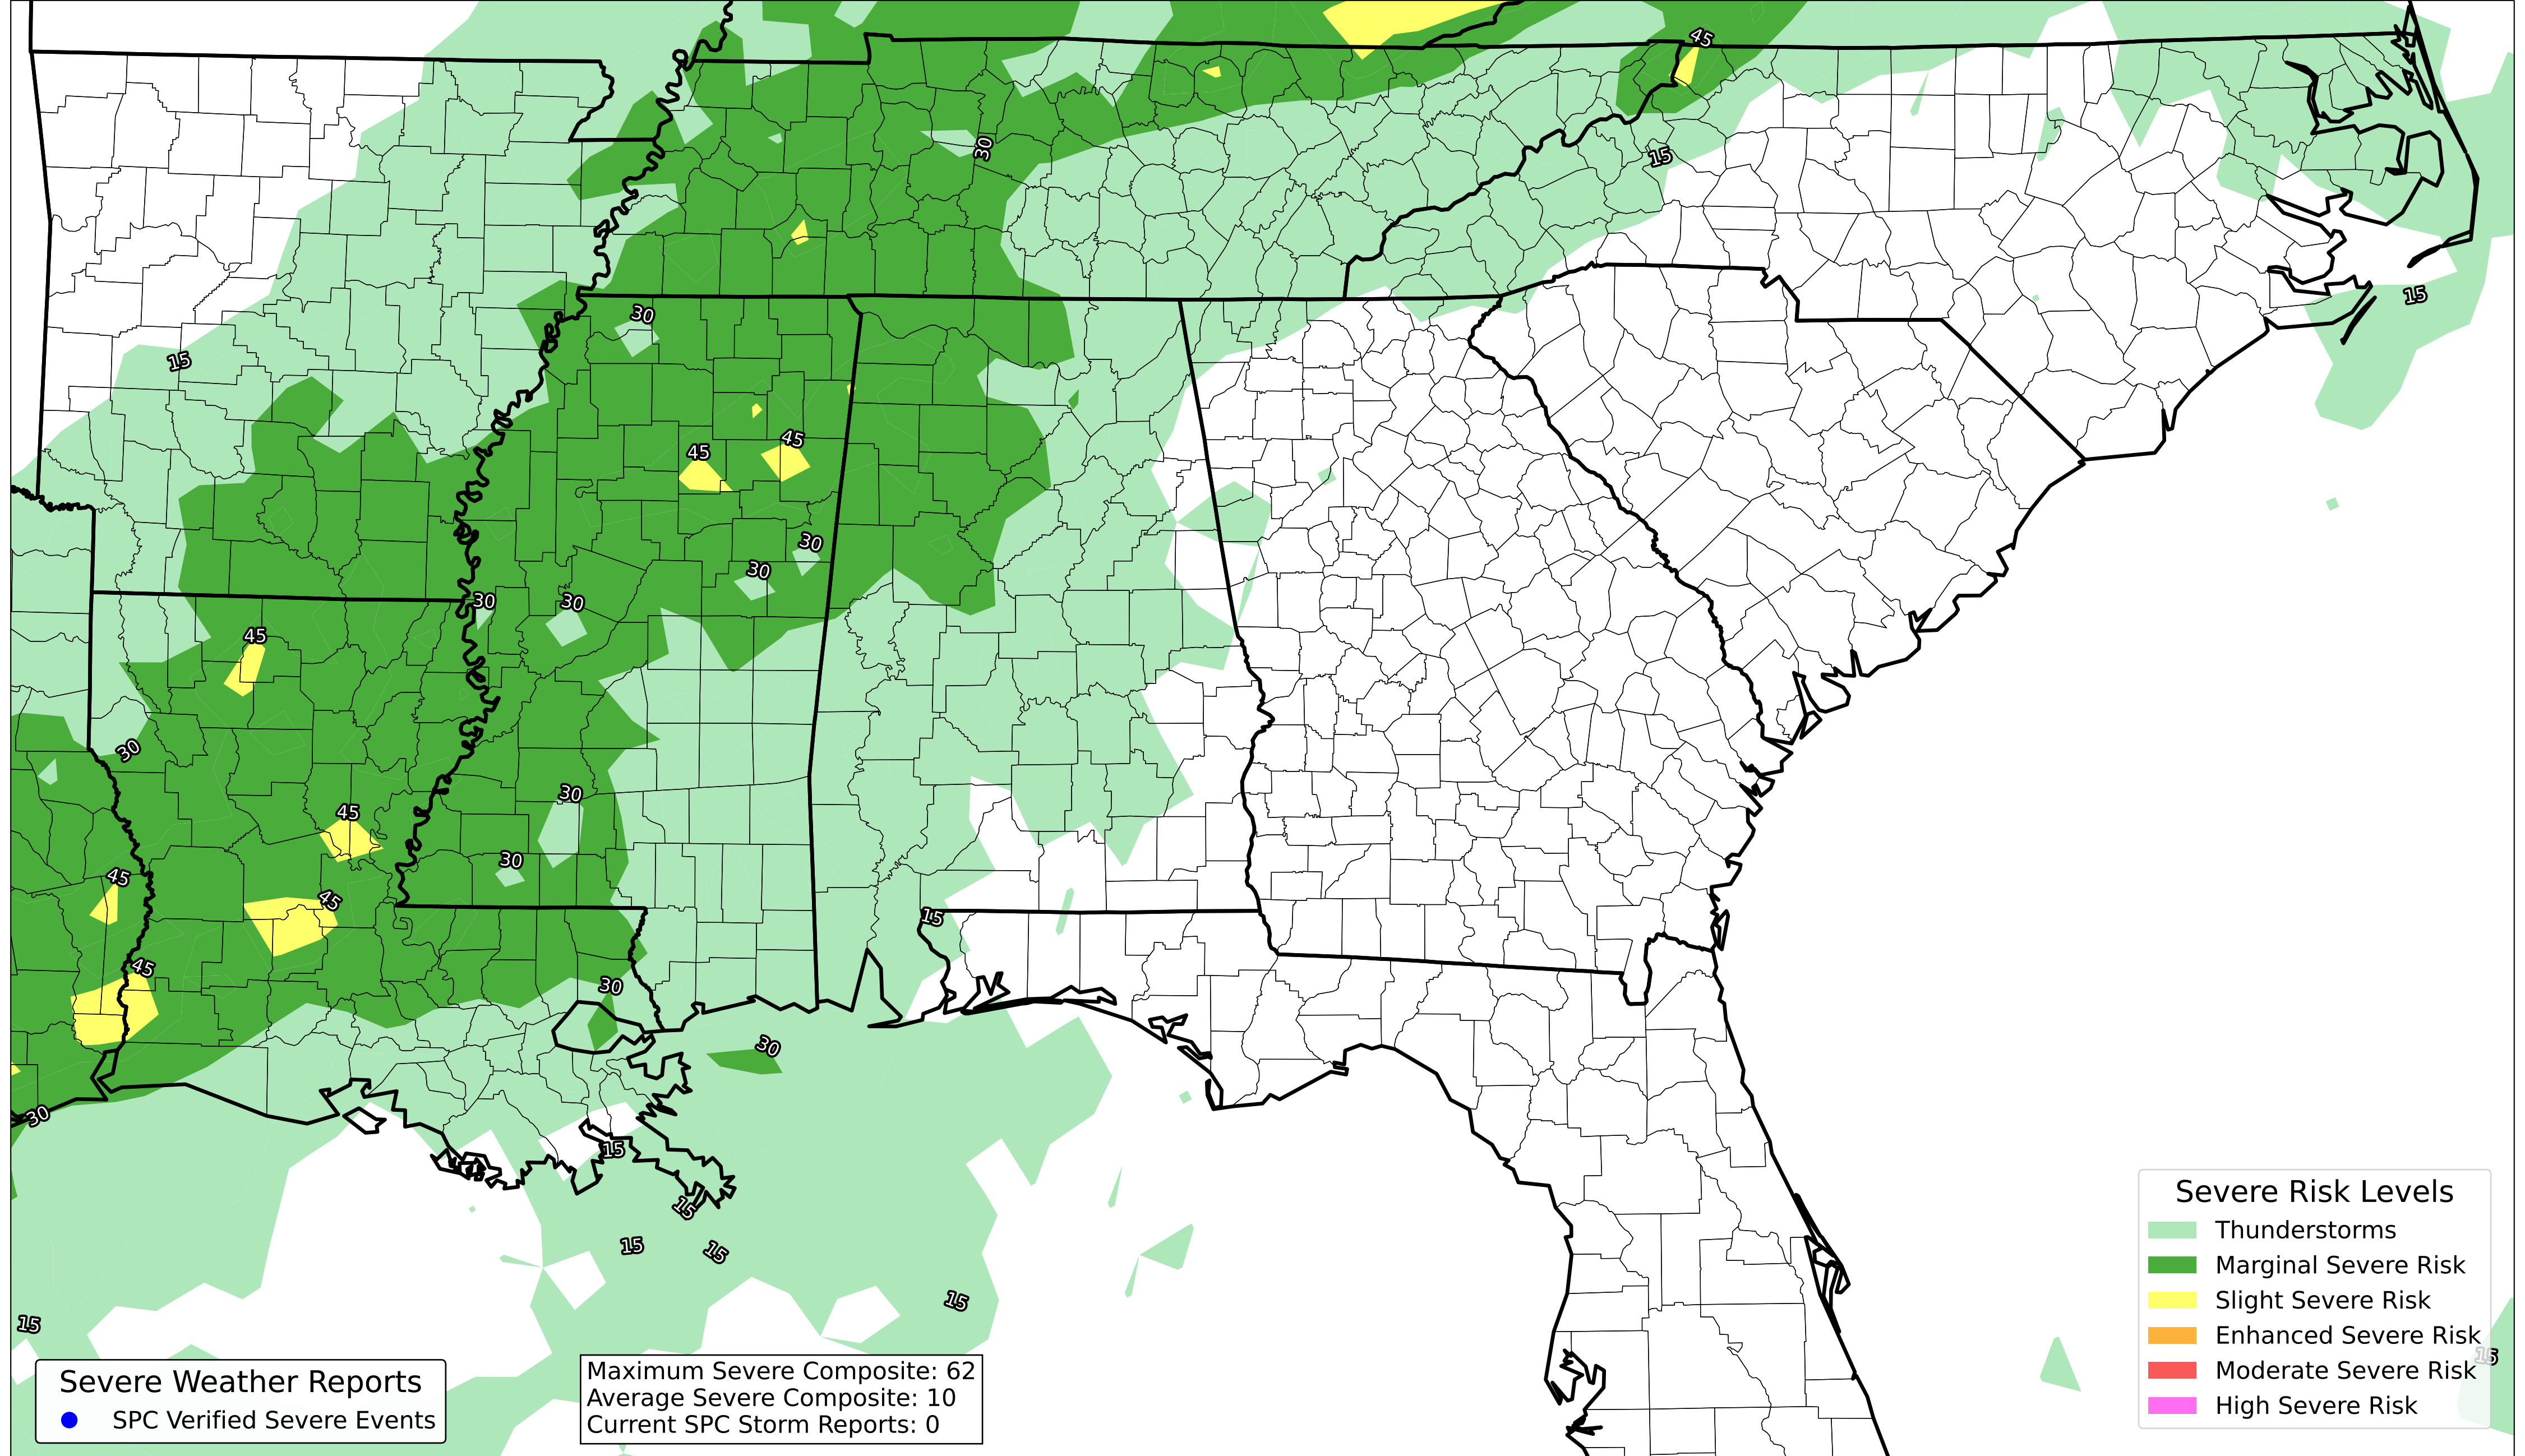 45
30
15
15
30
15
45
45
30
30
30
30
45
30
30
45
30
45
45
15
45
30
30
30
15
15
15
15
15
15
15
Severe Weather Reports
SPC Verified Severe Events
Maximum Severe Composite: 62
Average Severe Composite: 10
Current SPC Storm Reports: 0
Severe Risk Levels
Thunderstorms
Marginal Severe Risk
Slight Severe Risk
Enhanced Severe Risk
Moderate Severe Risk
High Severe Risk